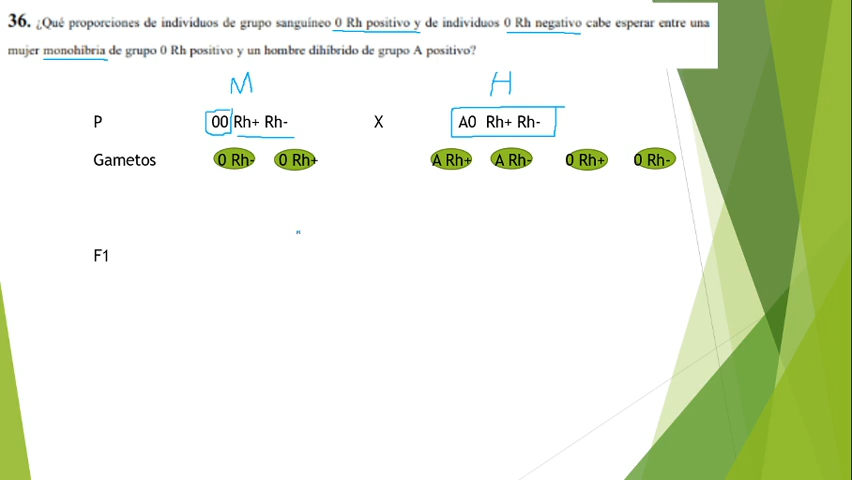 36. ¿Qué proporciones de individuos de grupo sanguíneo 0 Rh positivo y de individuos 0 Rh negativo cabe esperar entre una
mujer monohíbria de grupo 0 Rh positivo y un hombre dihíbrido de grupo A positivo?
M H
P 00 Rh+ Rh- X A0 Rh+ Rh-
Gametos 0 Rh- 0 Rh+ A Rh+ A Rh- 0 Rh+ 0 Rh-
F1